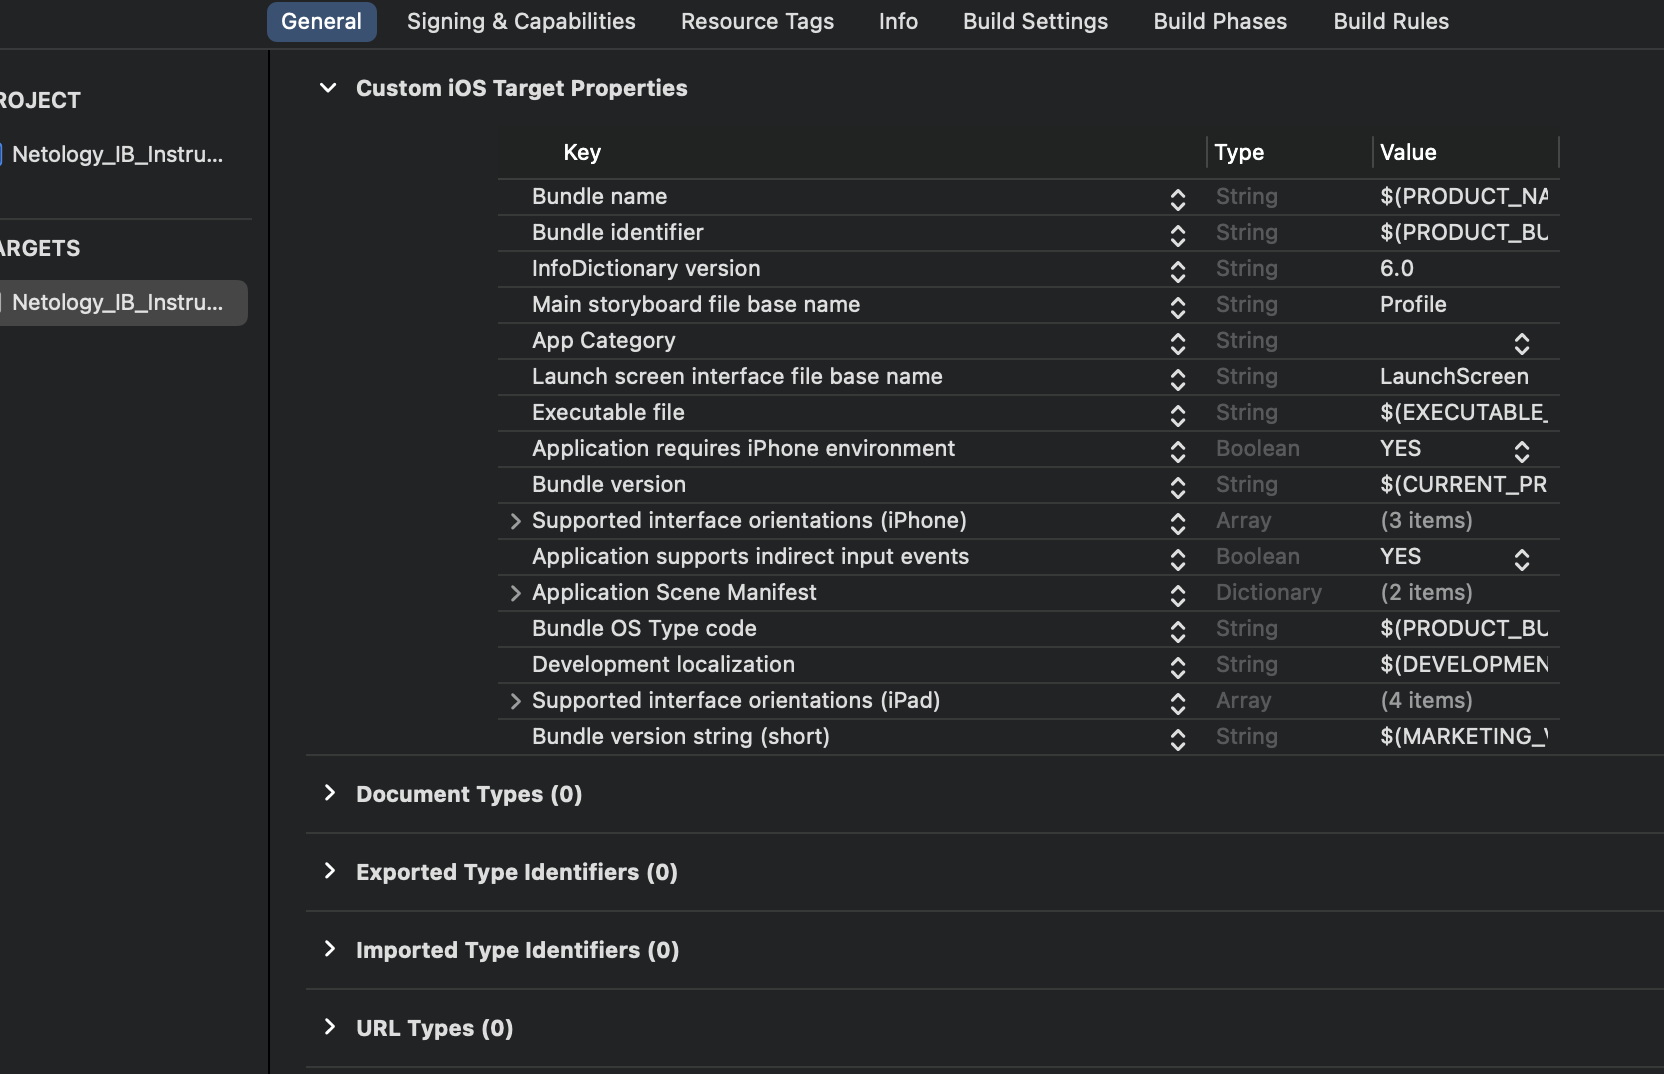 General Signing & Capabilities Resource Tags Info Build Settings Build Phases Build Rules
ROJECT
Netology_IB_Instru...
ARGETS
Netology_IB_Instru...
Custom iOS Target Properties
Key Type Value
Bundle name String $(PRODUCT_NA
Bundle identifier String $(PRODUCT_BU
InfoDictionary version String 6.0
Main storyboard file base name String Profile
App Category String
Launch screen interface file base name String LaunchScreen
Executable file String $(EXECUTABLE_
Application requires iPhone environment Boolean YES
Bundle version String $(CURRENT_PR
Supported interface orientations (iPhone) Array (3 items)
Application supports indirect input events Boolean YES
Application Scene Manifest Dictionary (2 items)
Bundle OS Type code String $(PRODUCT_BU
Development localization String $(DEVELOPMEN
Supported interface orientations (iPad) Array (4 items)
Bundle version string (short) String $(MARKETING_V
Document Types (0)
Exported Type Identifiers (0)
Imported Type Identifiers (0)
URL Types (0)